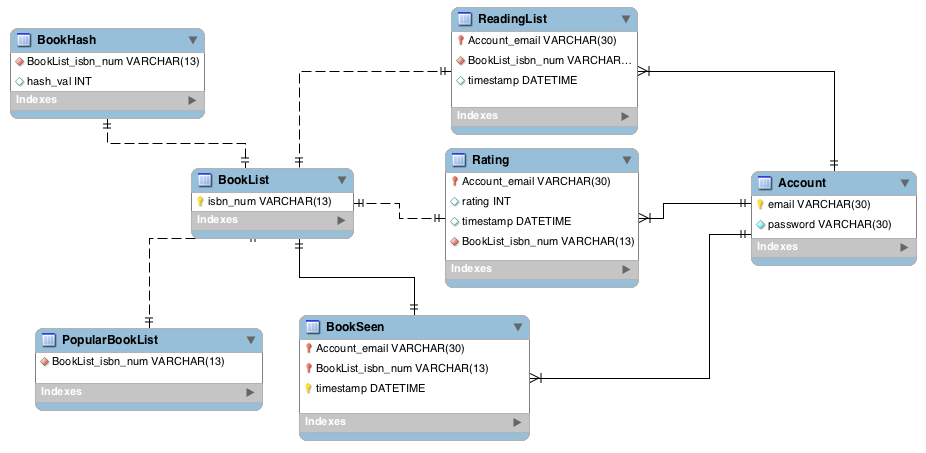 BookHash
BookList_isbn_num VARCHAR(13)
hash_val INT
Indexes
ReadingList
Account_email VARCHAR(30)
BookList_isbn_num VARCHAR...
timestamp DATETIME
Indexes
BookList
isbn_num VARCHAR(13)
Indexes
Rating
Account_email VARCHAR(30)
rating INT
timestamp DATETIME
BookList_isbn_num VARCHAR(13)
Indexes
Account
email VARCHAR(30)
password VARCHAR(30)
Indexes
PopularBookList
BookList_isbn_num VARCHAR(13)
Indexes
BookSeen
Account_email VARCHAR(30)
BookList_isbn_num VARCHAR(13)
timestamp DATETIME
Indexes